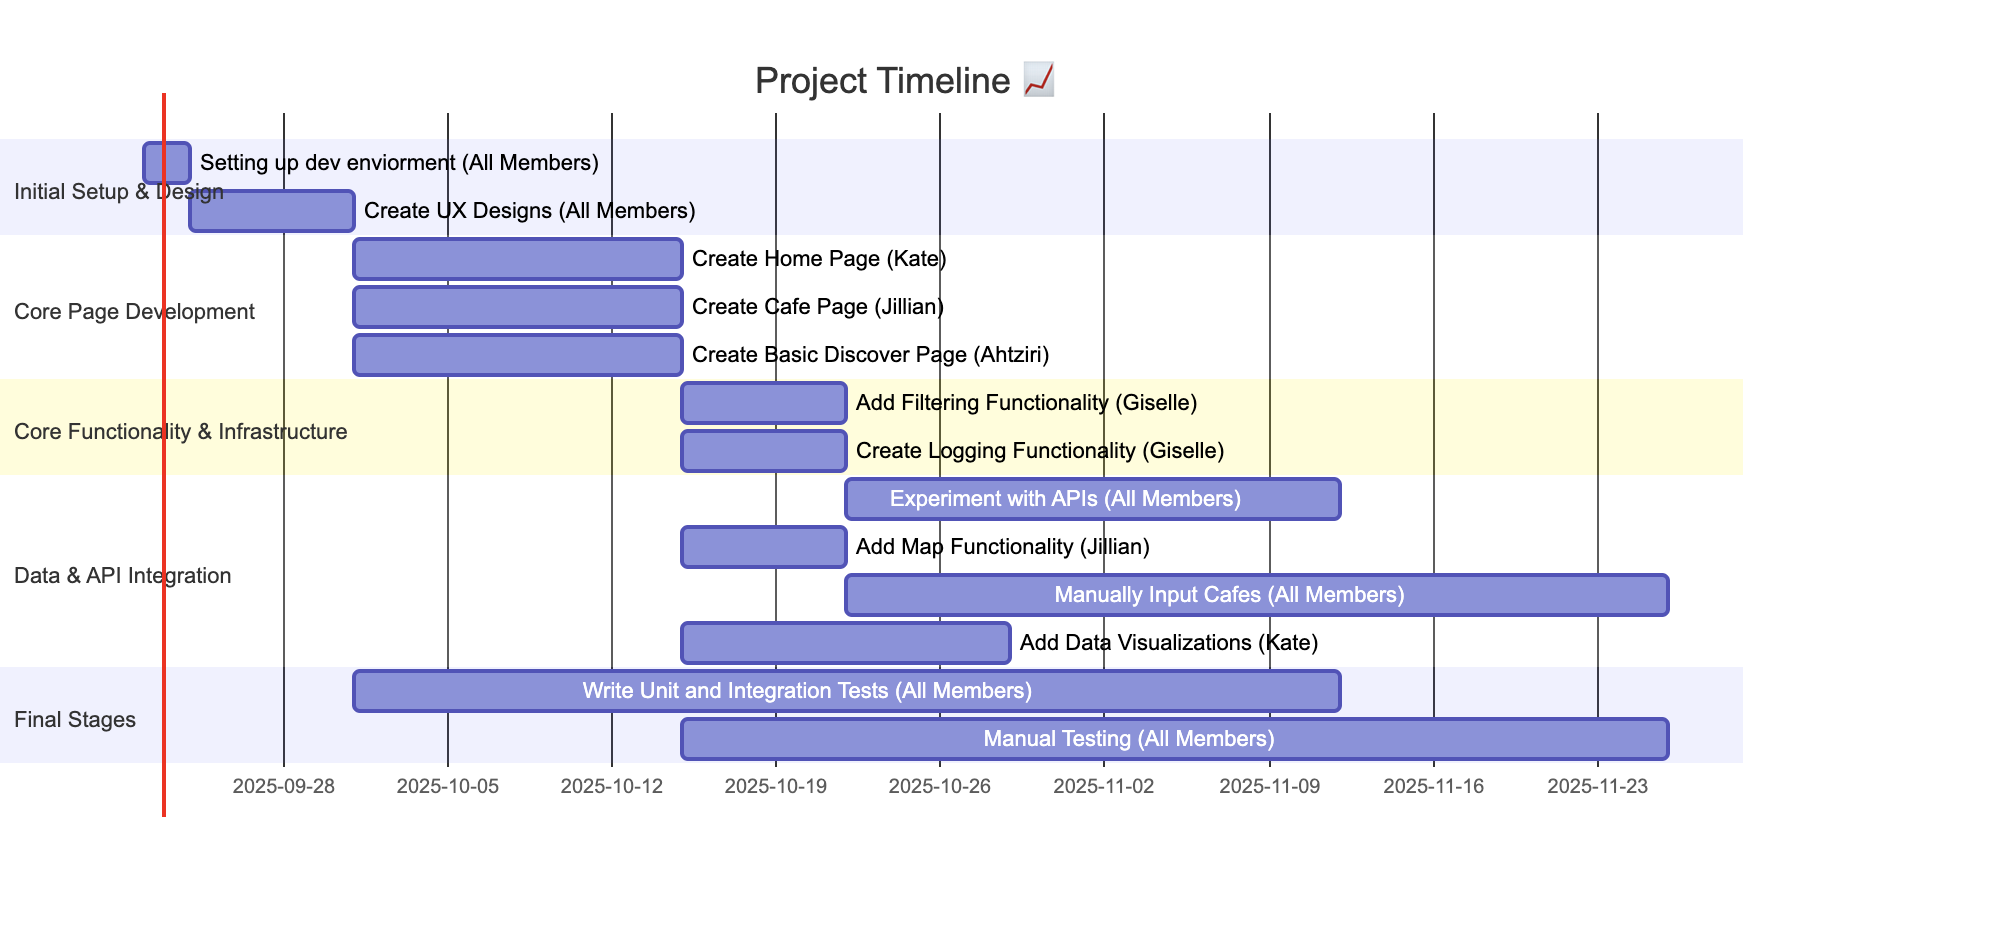 Project Timeline 📈
Setting up dev enviorment (All Members)
Initial Setup & Design
Create UX Designs (All Members)
Create Home Page (Kate)
Core Page Development
Create Cafe Page (Jillian)
Create Basic Discover Page (Ahtziri)
Add Filtering Functionality (Giselle)
Core Functionality & Infrastructure
Create Logging Functionality (Giselle)
Experiment with APIs (All Members)
Add Map Functionality (Jillian)
Data & API Integration
Manually Input Cafes (All Members)
Add Data Visualizations (Kate)
Write Unit and Integration Tests (All Members)
Final Stages
Manual Testing (All Members)
2025-09-28 2025-10-05 2025-10-12 2025-10-19 2025-10-26 2025-11-02 2025-11-09 2025-11-16 2025-11-23